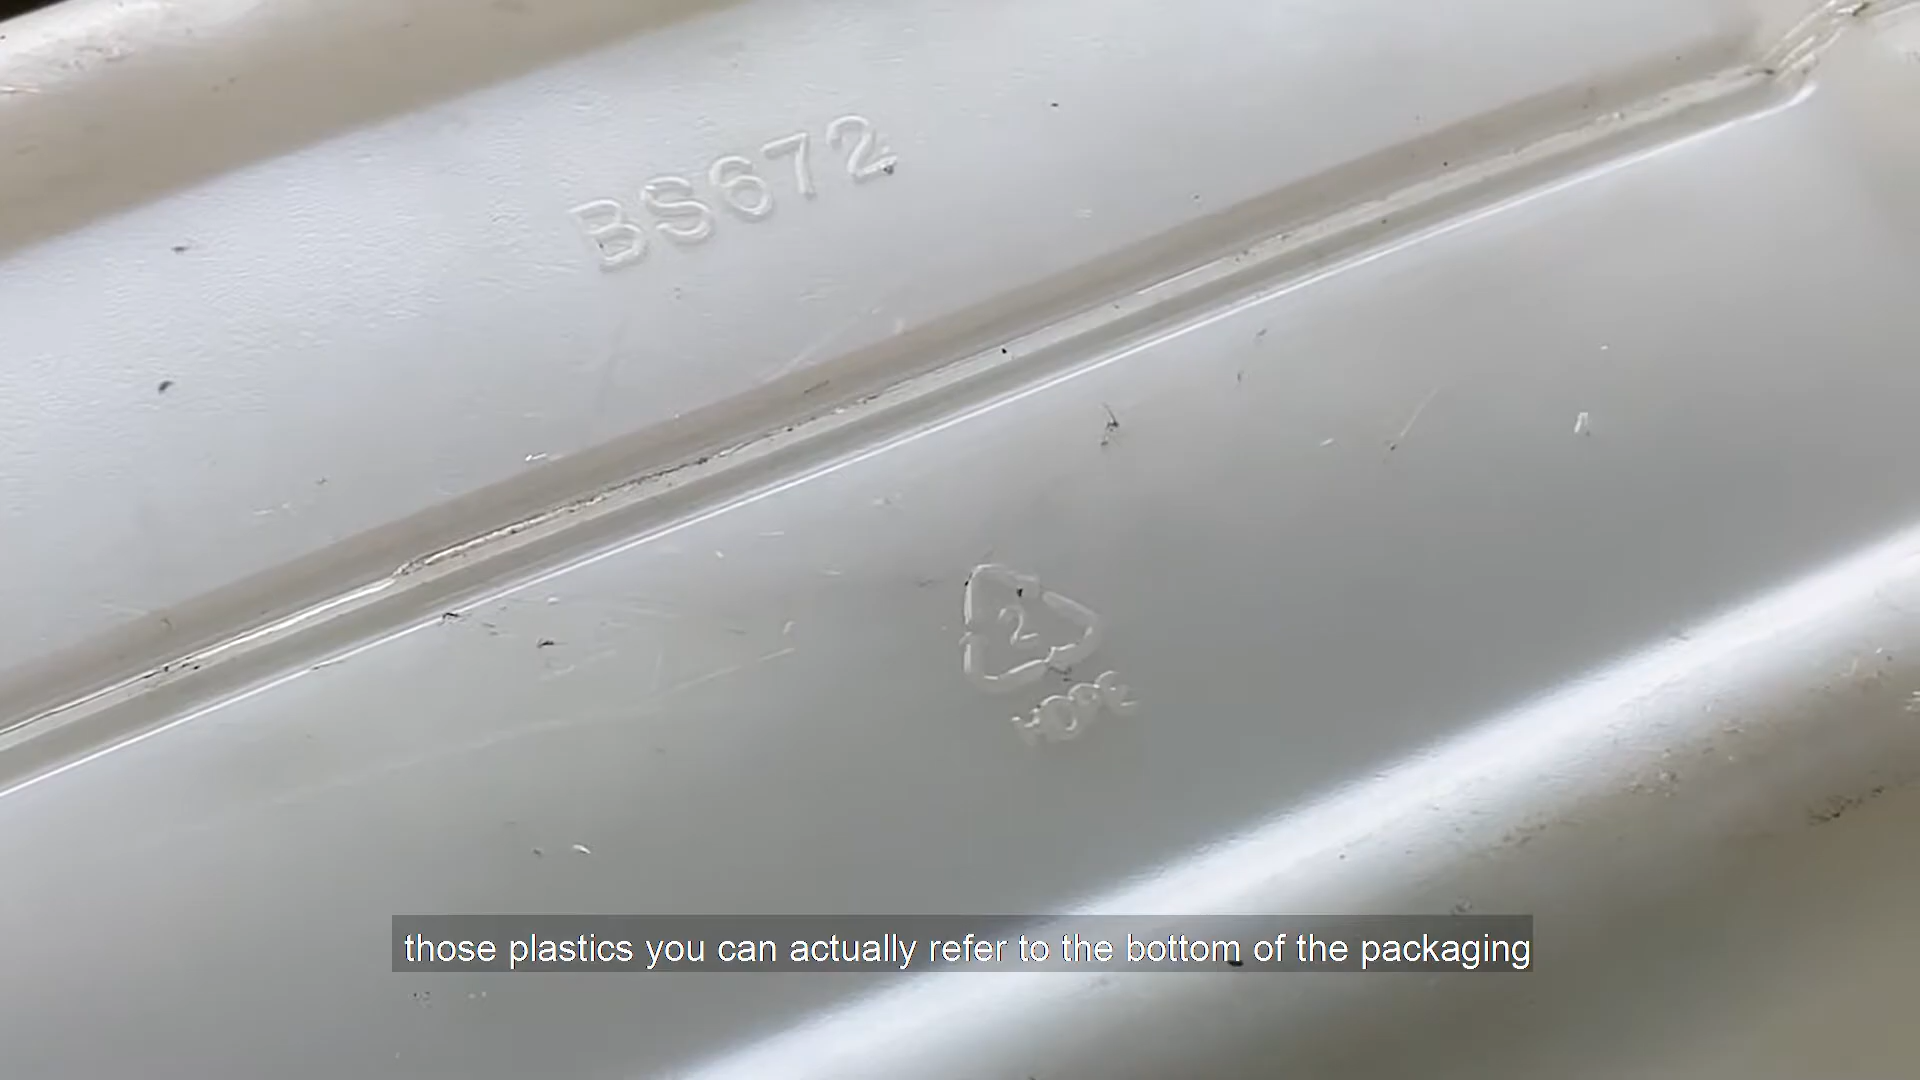 BS672
2
HDPE
those plastics you can actually refer to the bottom of the packaging